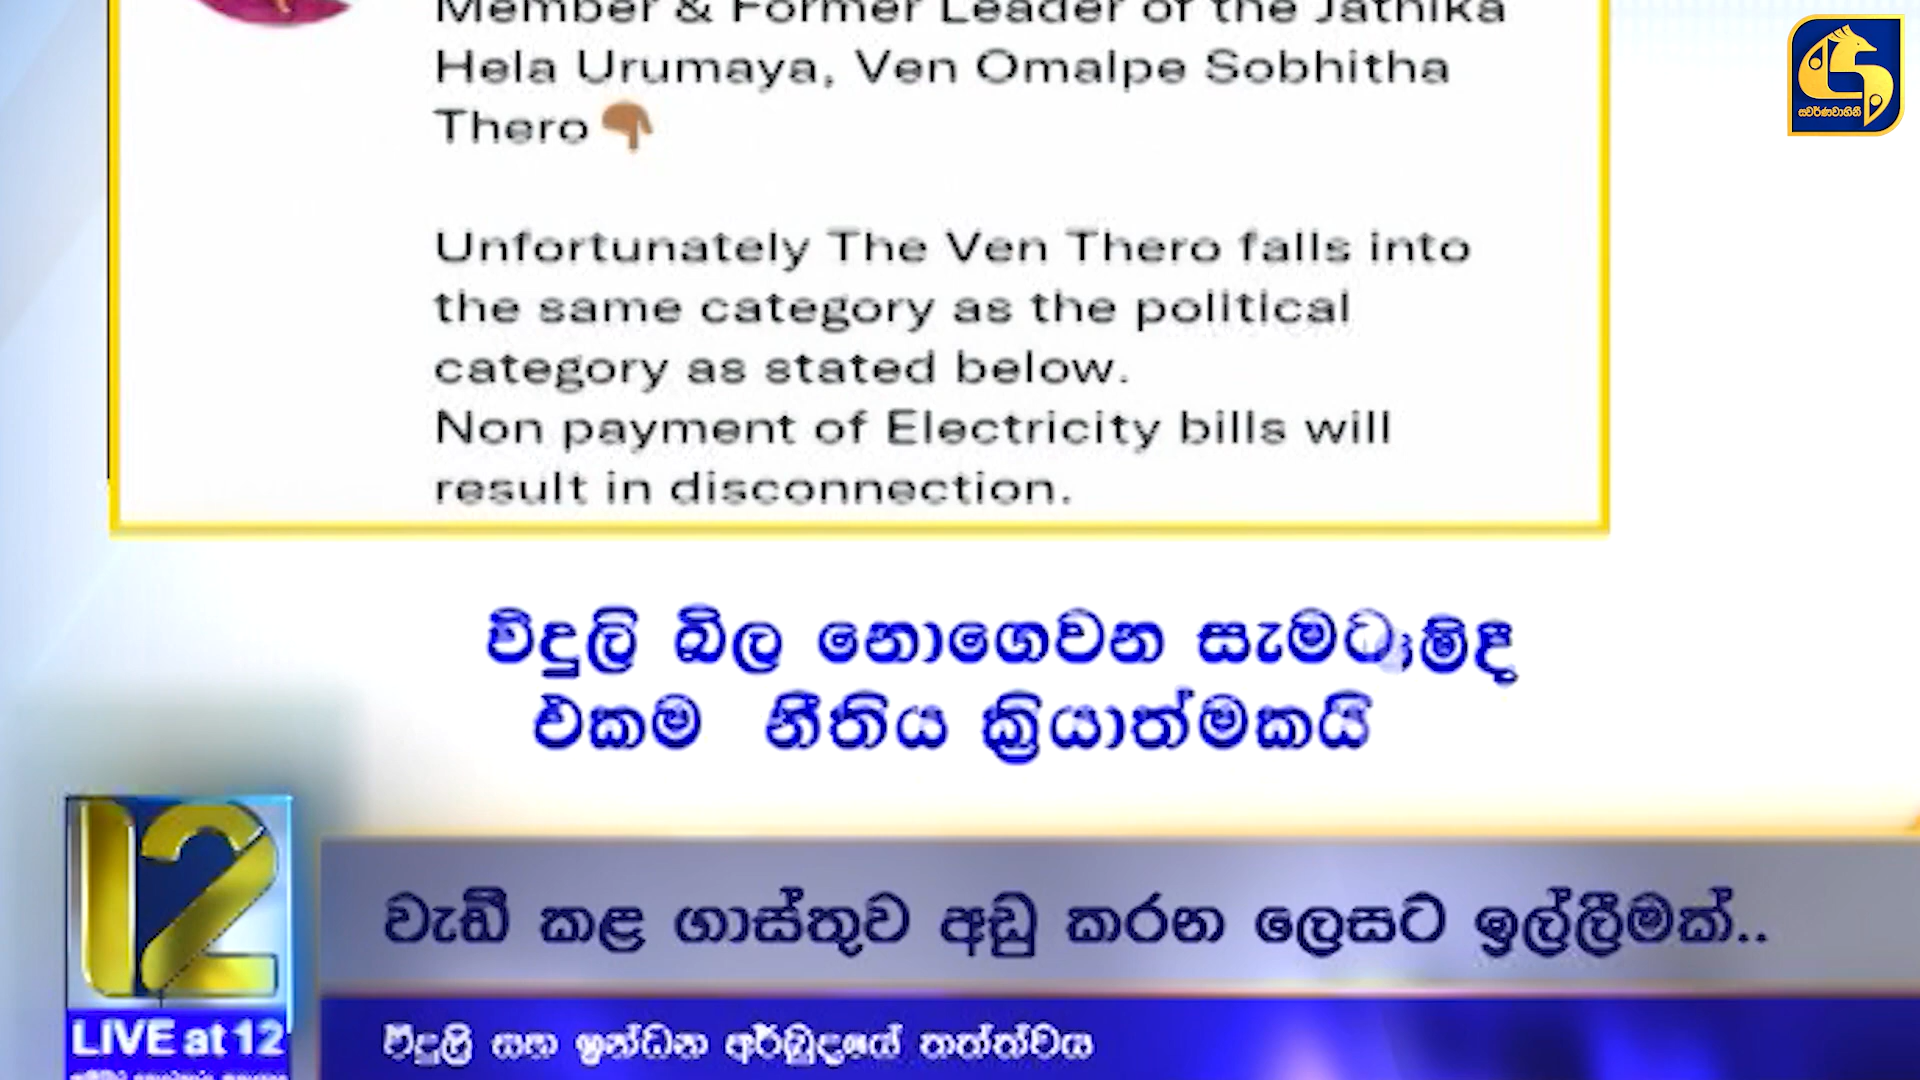 Member & Former Leader of the Jathika
Hela Urumaya, Ven Omalpe Sobhitha
Thero
Unfortunately The Ven Thero falls into
the same category as the political
category as stated below.
Non payment of Electricity bills will
result in disconnection.
විදුලි බිල නොගෙවන සැමටම
එකම නීතිය ක්‍රියාත්මකයි
වැඩි කළ ගාස්තුව අඩු කරන ලෙසට ඉල්ලීමක්..
විදුලි සහ ඉන්ධන අර්බුදයේ තත්ත්වය
12
LIVE at 12
ස්වර්ණවාහිනී